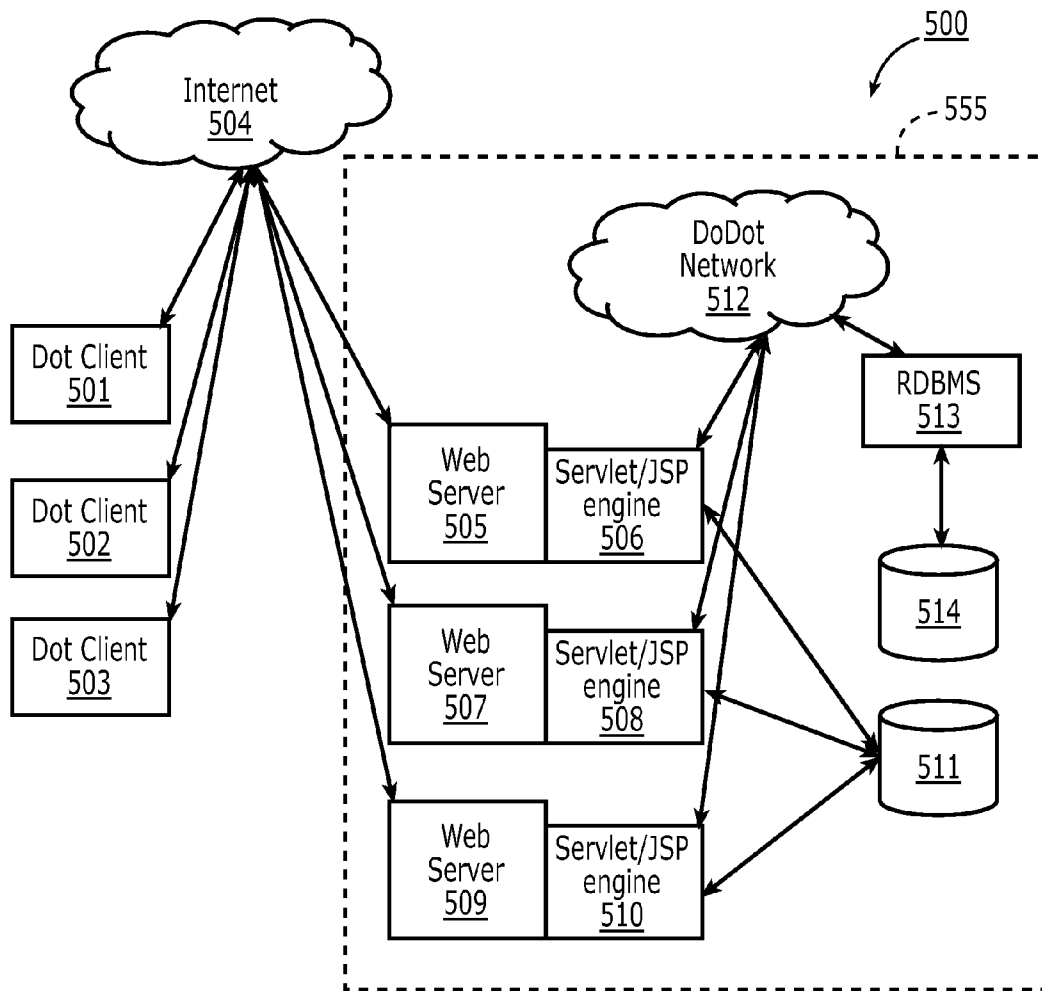 500
555
Internet
504
DoDot
Network
512
Dot Client
501
RDBMS
513
Web
Server
505
Servlet/JSP
engine
506
Dot Client
502
514
Dot Client
503
Web
Server
507
Servlet/JSP
engine
508
511
Web
Server
509
Servlet/JSP
engine
510